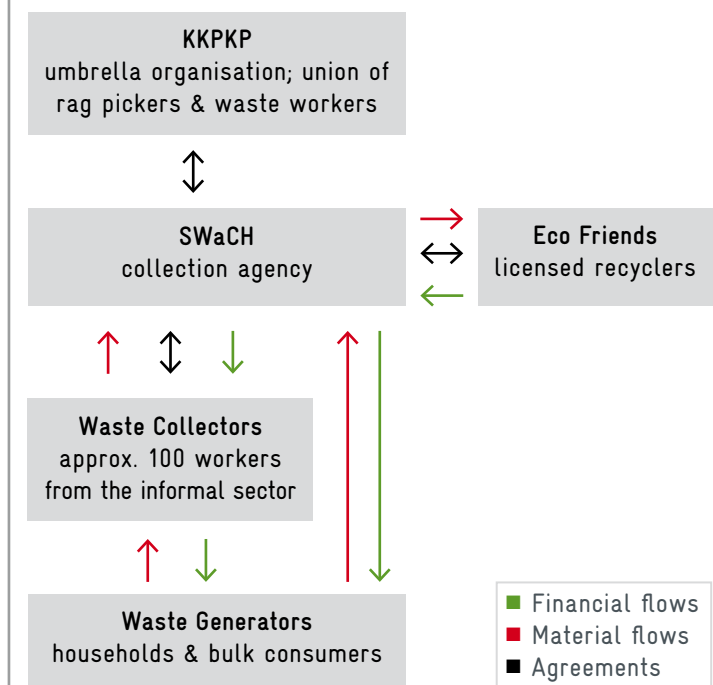 KKPKP
umbrella organisation; union of
rag pickers & waste workers
SWaCH
collection agency
Eco Friends
licensed recyclers
Waste Collectors
approx. 100 workers
from the informal sector
Waste Generators
households & bulk consumers
Financial flows
Material flows
Agreements